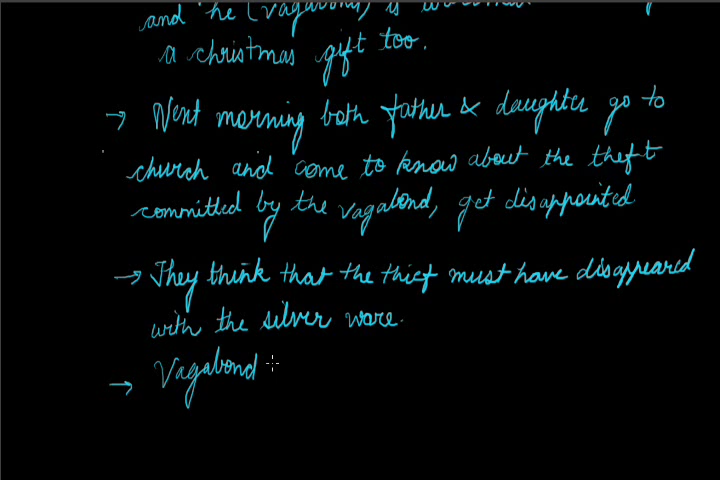 and he (vagabond) is
a christmas gift too.
→ Next morning both father & daughter go to
church and come to know about the theft
committed by the vagabond, get disappointed
→ They think that the thief must have disappeared
with the silver ware.
→ Vagabond